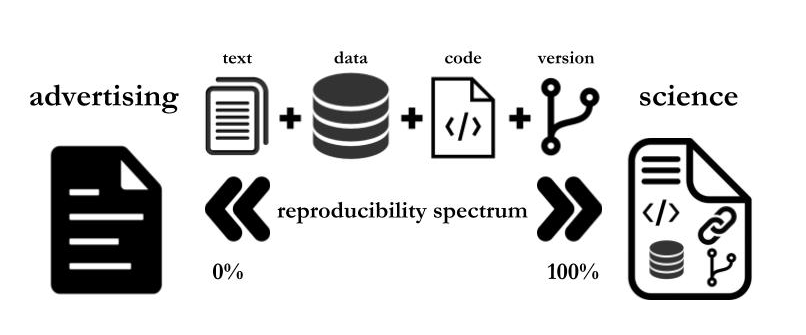 text data code version
advertising science
reproducibility spectrum
0% 100%